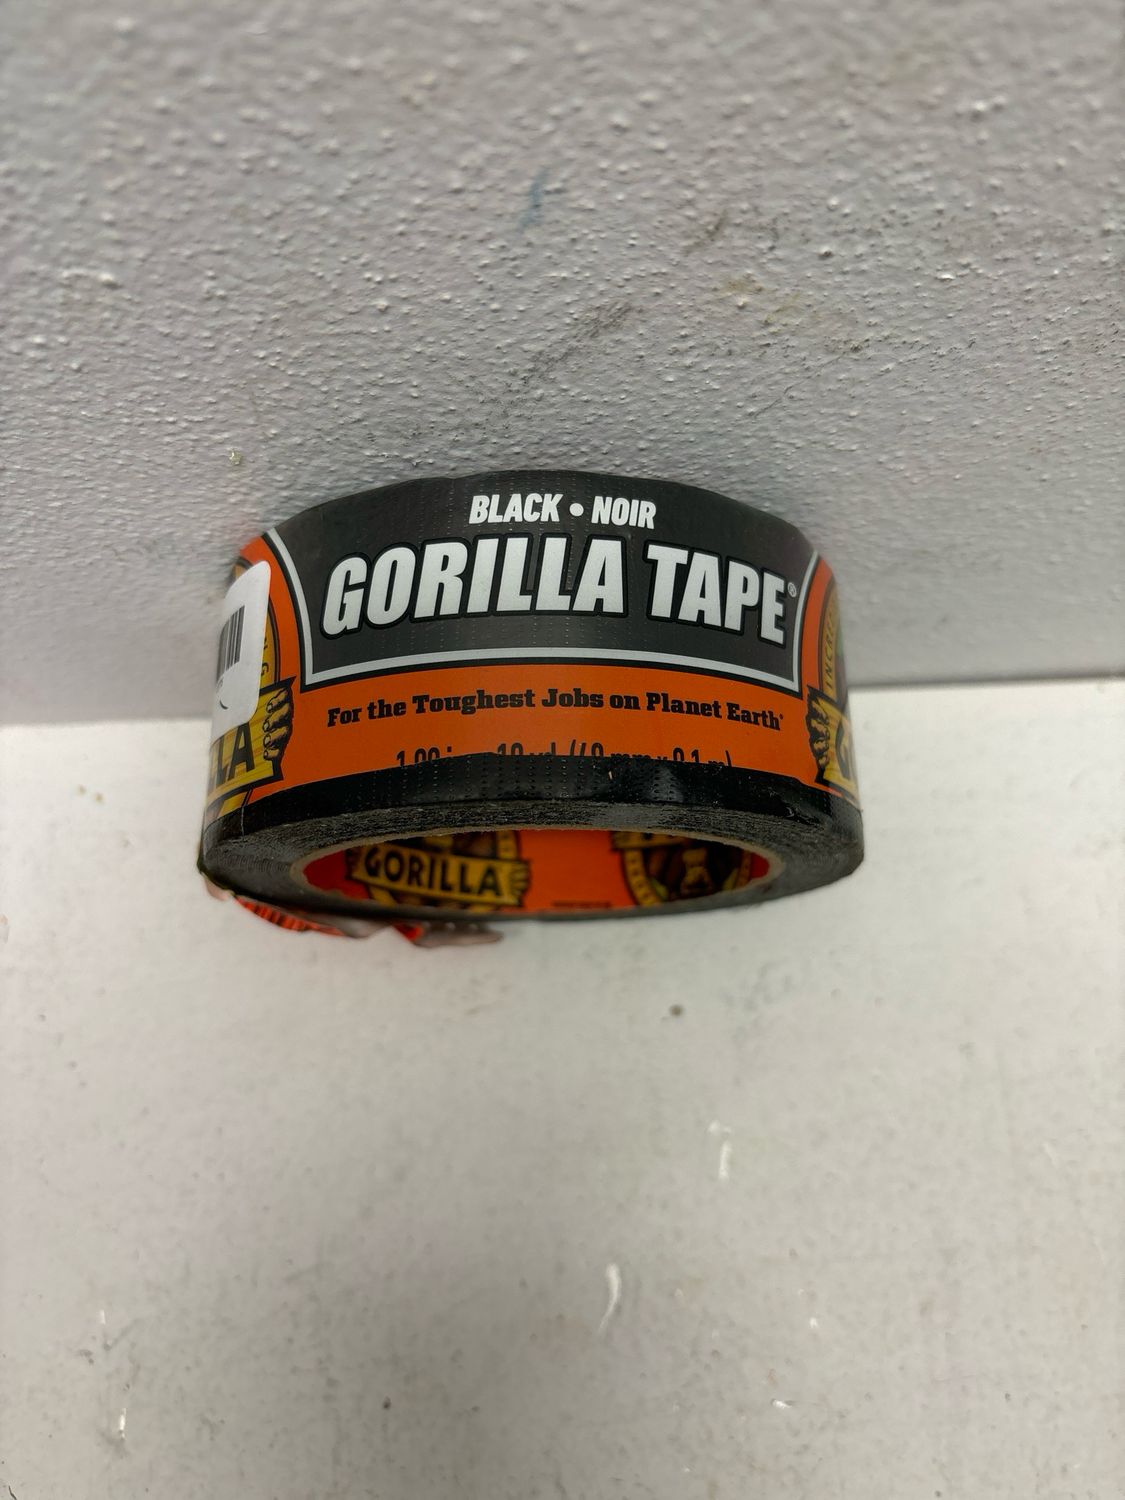 BLACK • NOIR
GORILLA TAPE®
For the Toughest Jobs on Planet Earth®
GORILLA